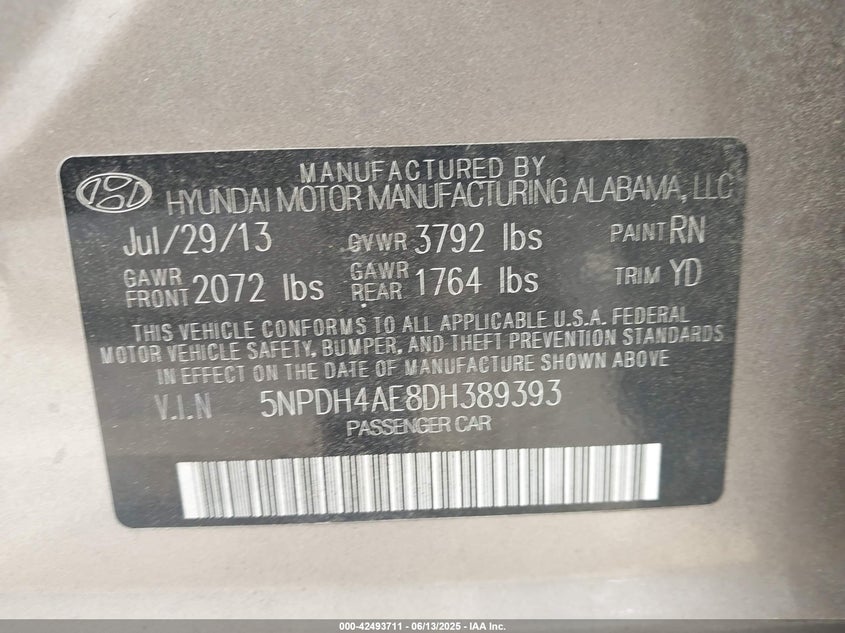 MANUFACTURED BY
HYUNDAI MOTOR MANUFACTURING ALABAMA, LLC
Jul/29/13 GVWR 3792 lbs PAINT RN
GAWR FRONT 2072 lbs GAWR REAR 1764 lbs TRIM YD
THIS VEHICLE CONFORMS TO ALL APPLICABLE U.S.A. FEDERAL
MOTOR VEHICLE SAFETY, BUMPER, AND THEFT PREVENTION STANDARDS
IN EFFECT ON THE DATE OF MANUFACTURE SHOWN ABOVE
V.I.N 5NPDH4AE8DH389393
PASSENGER CAR
000-42493711 - 06/13/2025 - IAA Inc.